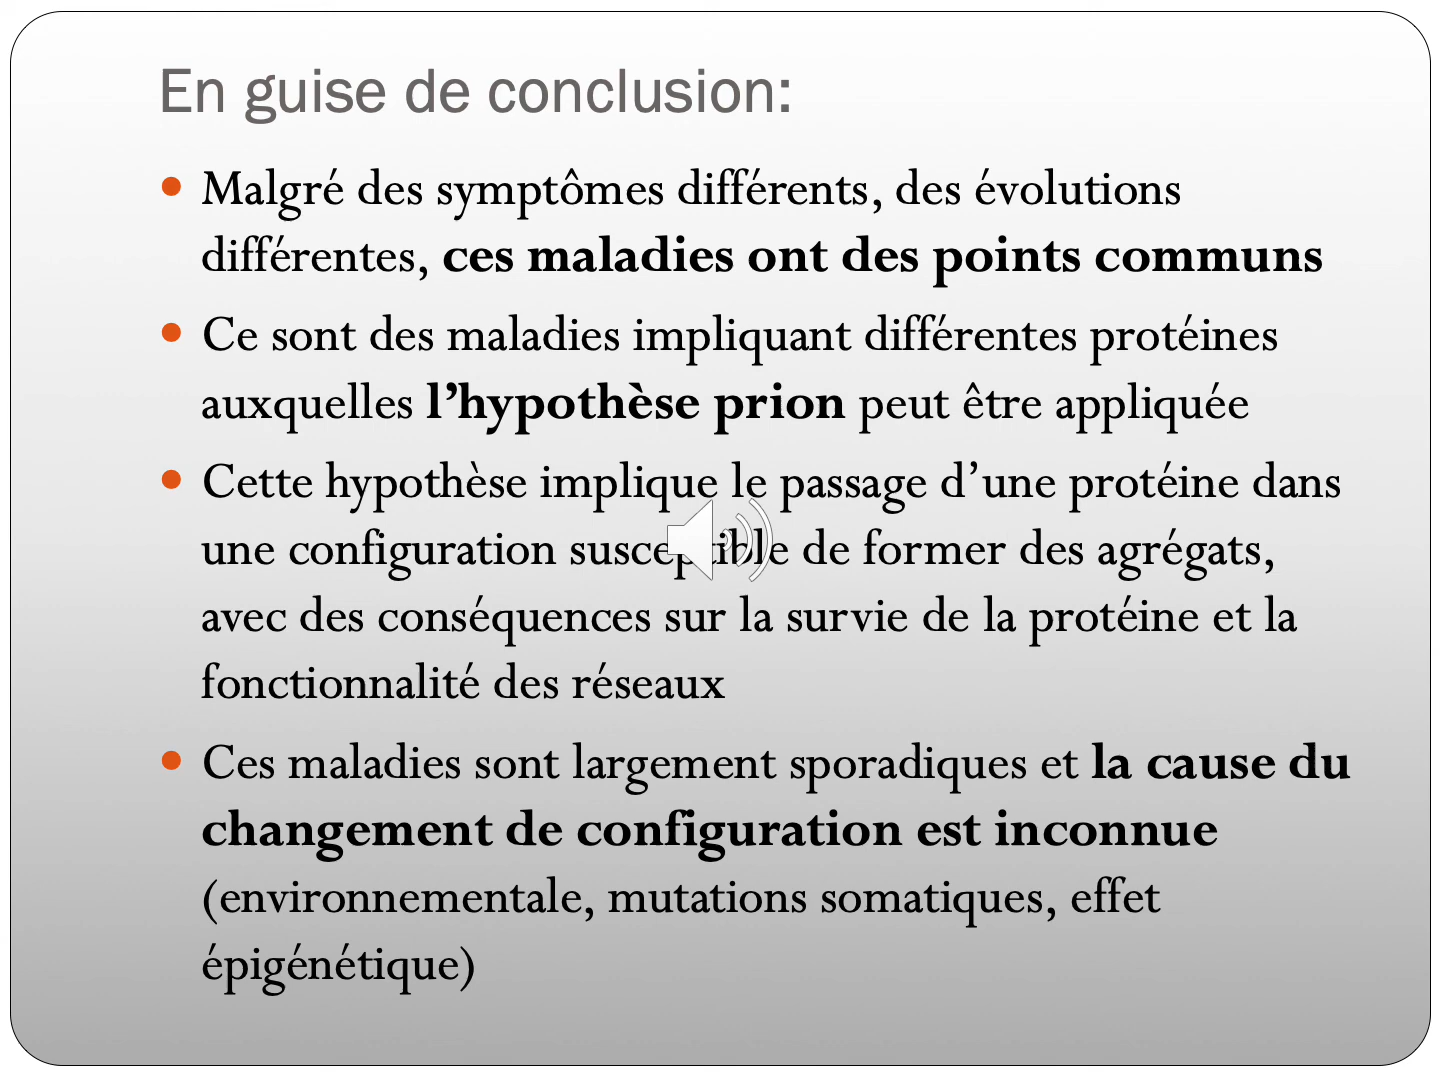 En guise de conclusion:
Malgré des symptômes différents, des évolutions
différentes, ces maladies ont des points communs
Ce sont des maladies impliquant différentes protéines
auxquelles l’hypothèse prion peut être appliquée
Cette hypothèse implique le passage d’une protéine dans
une configuration susceptible de former des agrégats,
avec des conséquences sur la survie de la protéine et la
fonctionnalité des réseaux
Ces maladies sont largement sporadiques et la cause du
changement de configuration est inconnue
(environnementale, mutations somatiques, effet
épigénétique)